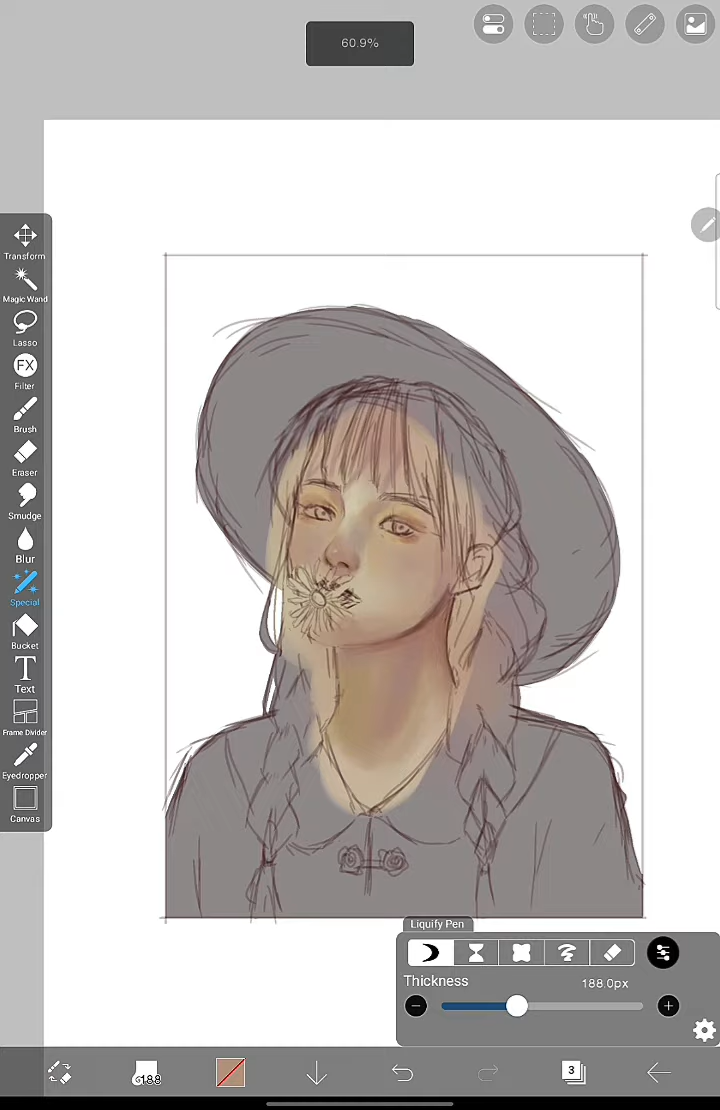 60.9%
Transform
Magic Wand
Lasso
FX
Filter
Brush
Eraser
Smudge
Blur
Special
Bucket
T
Text
Frame Divider
Eyedropper
Canvas
Liquify Pen
Thickness
188.0px
188
3